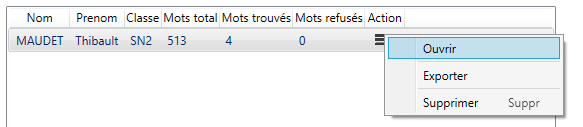 Nom Prenom Classe Mots total Mots trouvés Mots refusés Action
MAUDET Thibault SN2 513 4 0
Ouvrir
Exporter
Supprimer Suppr